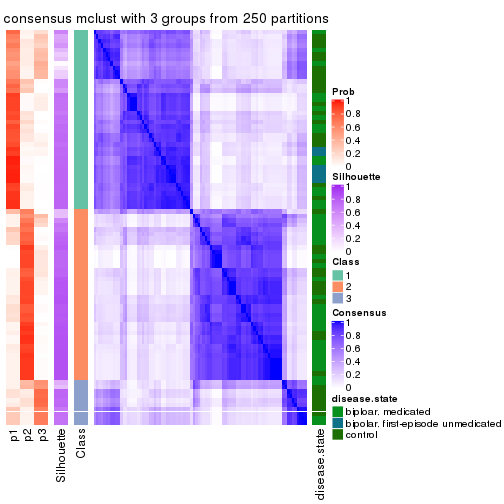 consensus mclust with 3 groups from 250 partitions
Prob
1
0.8
0.6
0.4
0.2
0
Silhouette
1
0.8
0.6
0.4
0.2
0
Class
1
2
3
Consensus
1
0.8
0.6
0.4
0.2
0
disease.state
biploar. medicated
bipolar. first-episode unmedicated
control
p1
p2
p3
Silhouette
Class
disease.state